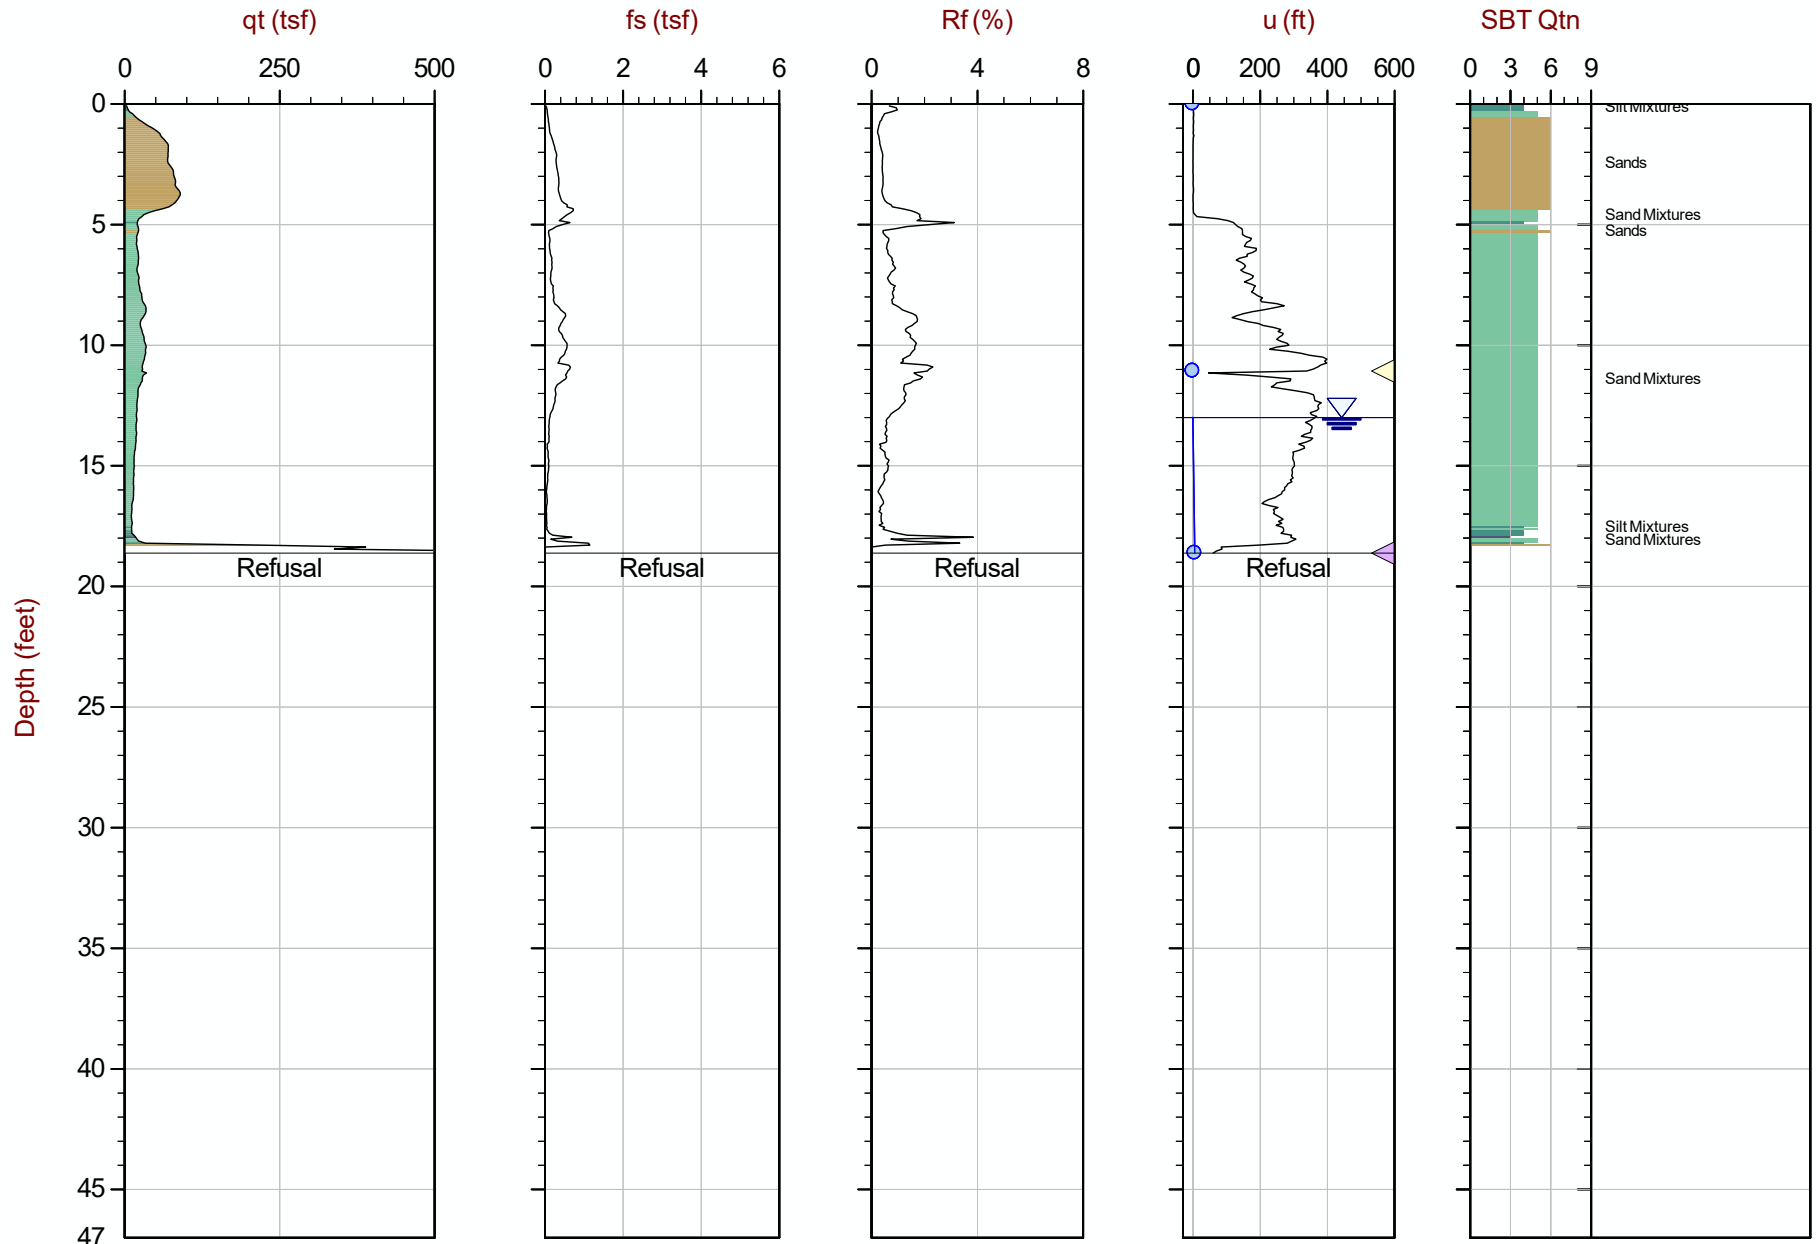 qt (tsf) fs (tsf) Rf (%) u (ft) SBT Qtn
0 250 500 0 2 4 6 0 4 8 0 200 400 600 0 3 6 9
0
Silt Mixtures
Sands
Sand Mixtures
5
Sands
10
Sand Mixtures
15
Silt Mixtures
Sand Mixtures
Refusal Refusal Refusal Refusal
20
25
30
35
40
45
47
Depth (feet)